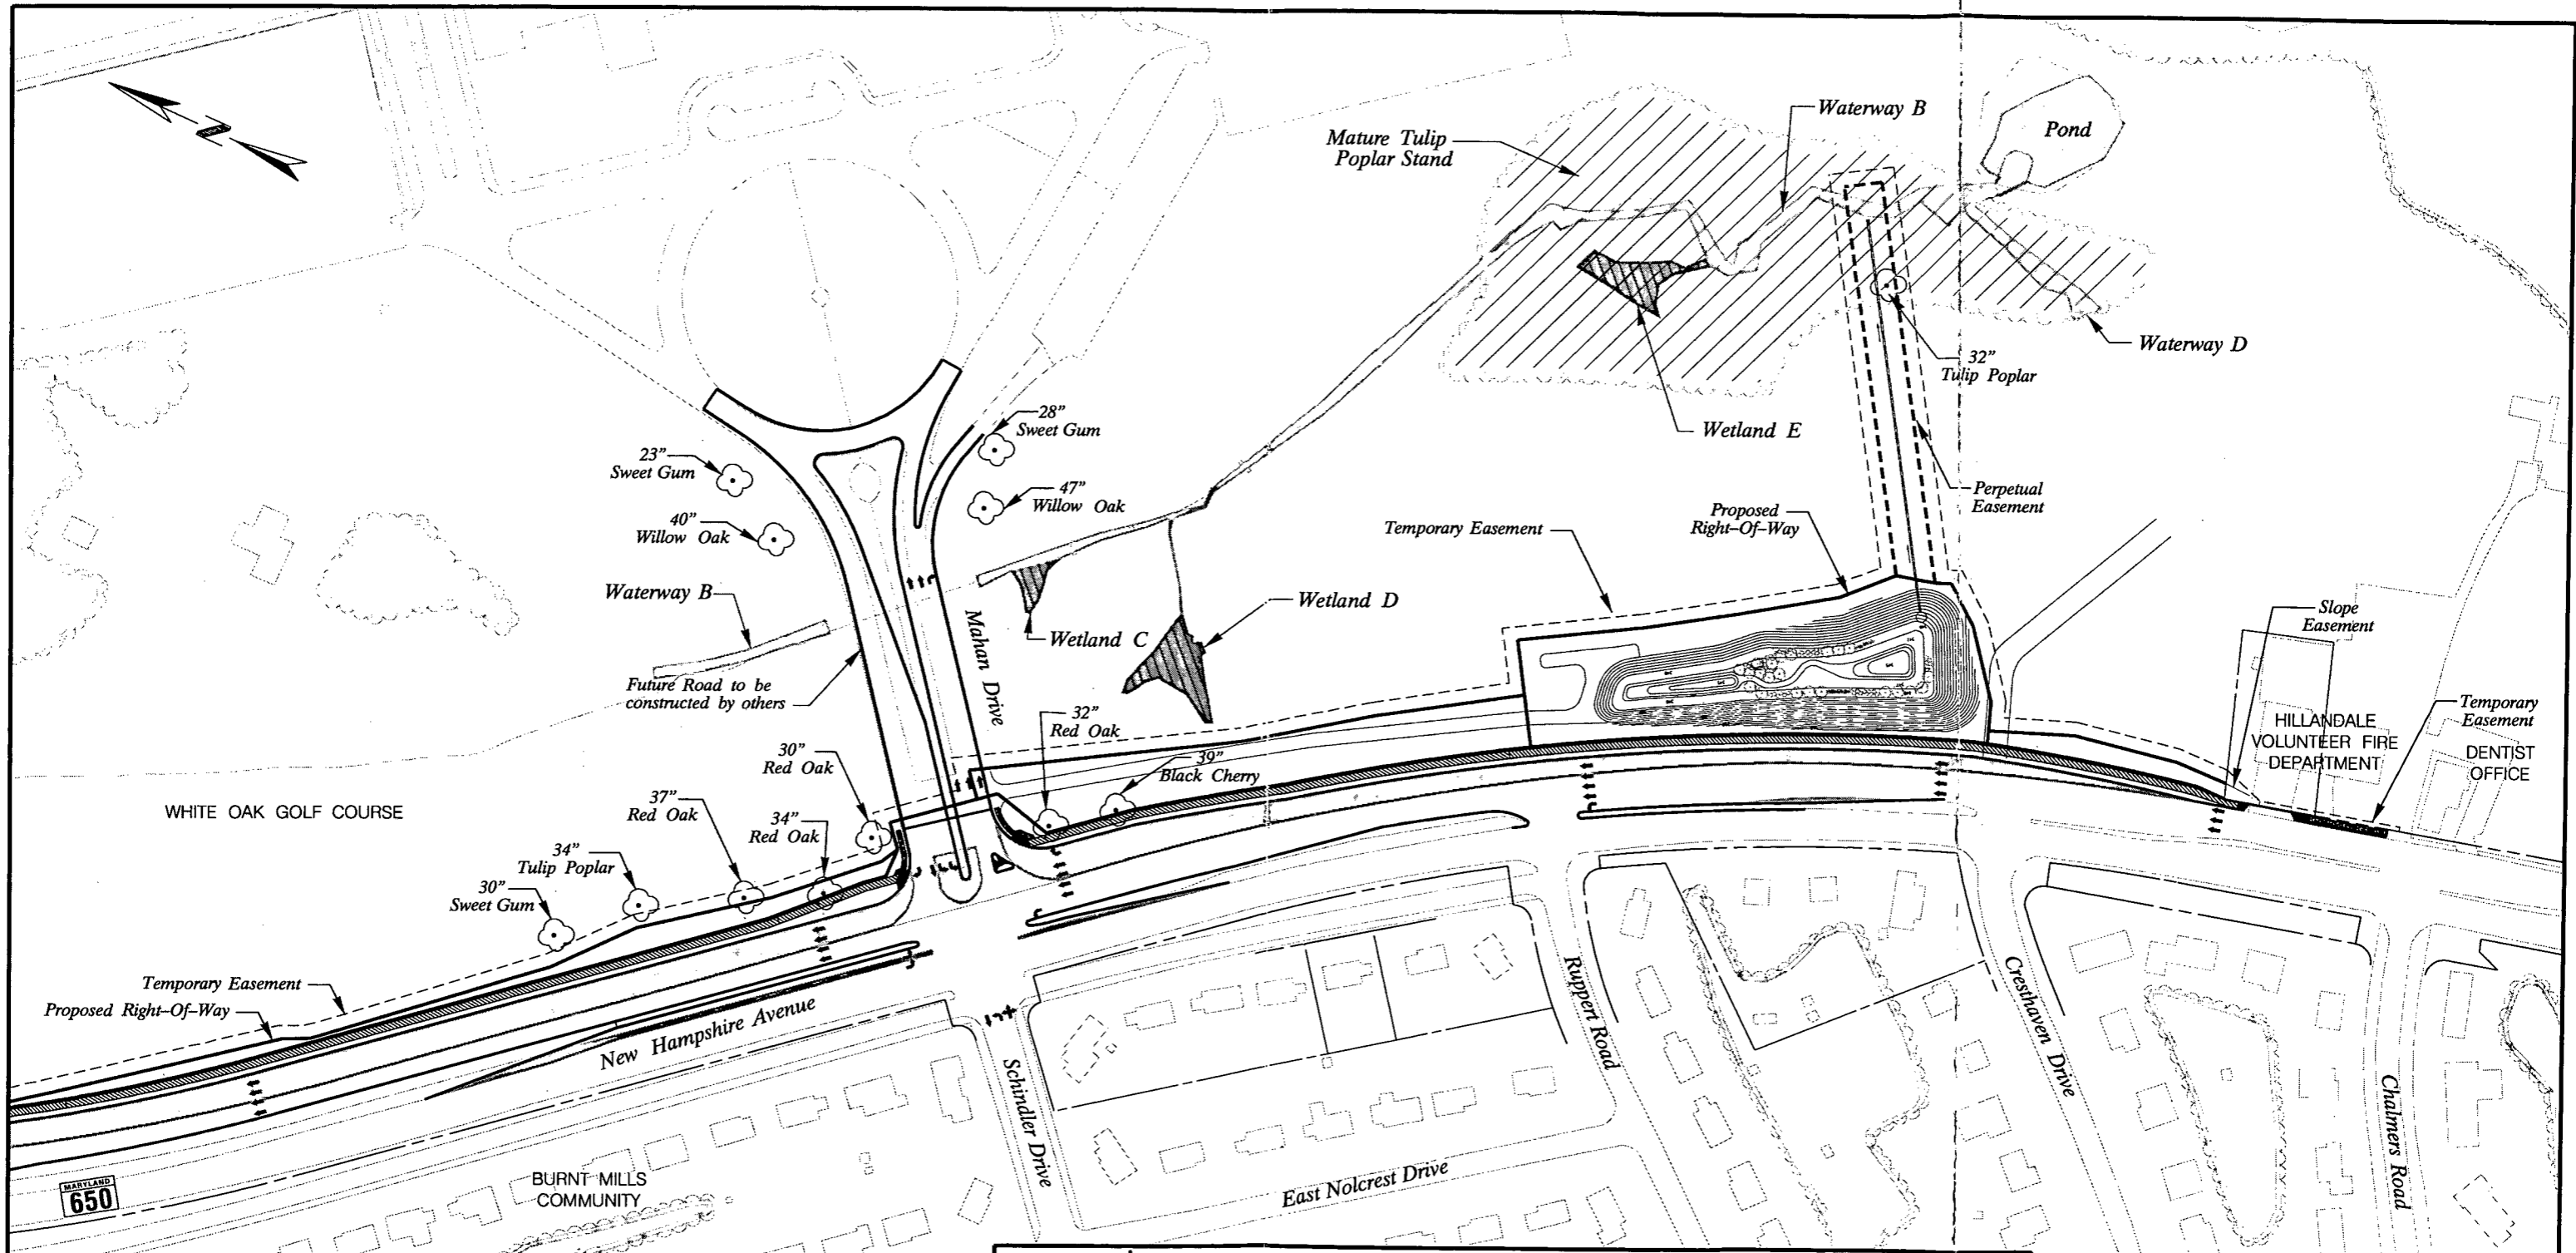 N
Waterway B
Mature Tulip
Poplar Stand
Pond
Waterway D
32"
Tulip Poplar
Wetland E
28"
Sweet Gum
23"
Sweet Gum
47"
Willow Oak
40"
Willow Oak
Perpetual
Easement
Proposed
Right-Of-Way
Temporary Easement
Waterway B
Wetland D
Wetland C
Mahan Drive
Slope
Easement
Future Road to be
constructed by others
Temporary
Easement
HILLANDALE
VOLUNTEER FIRE
DEPARTMENT
DENTIST
OFFICE
32"
Red Oak
30"
Red Oak
39"
Black Cherry
WHITE OAK GOLF COURSE
37"
Red Oak
34"
Red Oak
34"
Tulip Poplar
30"
Sweet Gum
Temporary Easement
Proposed Right-Of-Way
New Hampshire Avenue
Schindler Drive
Ruppert Road
Cresthaven Drive
Chalmers Road
East Nolcrest Drive
BURNT MILLS
COMMUNITY
MARYLAND
650